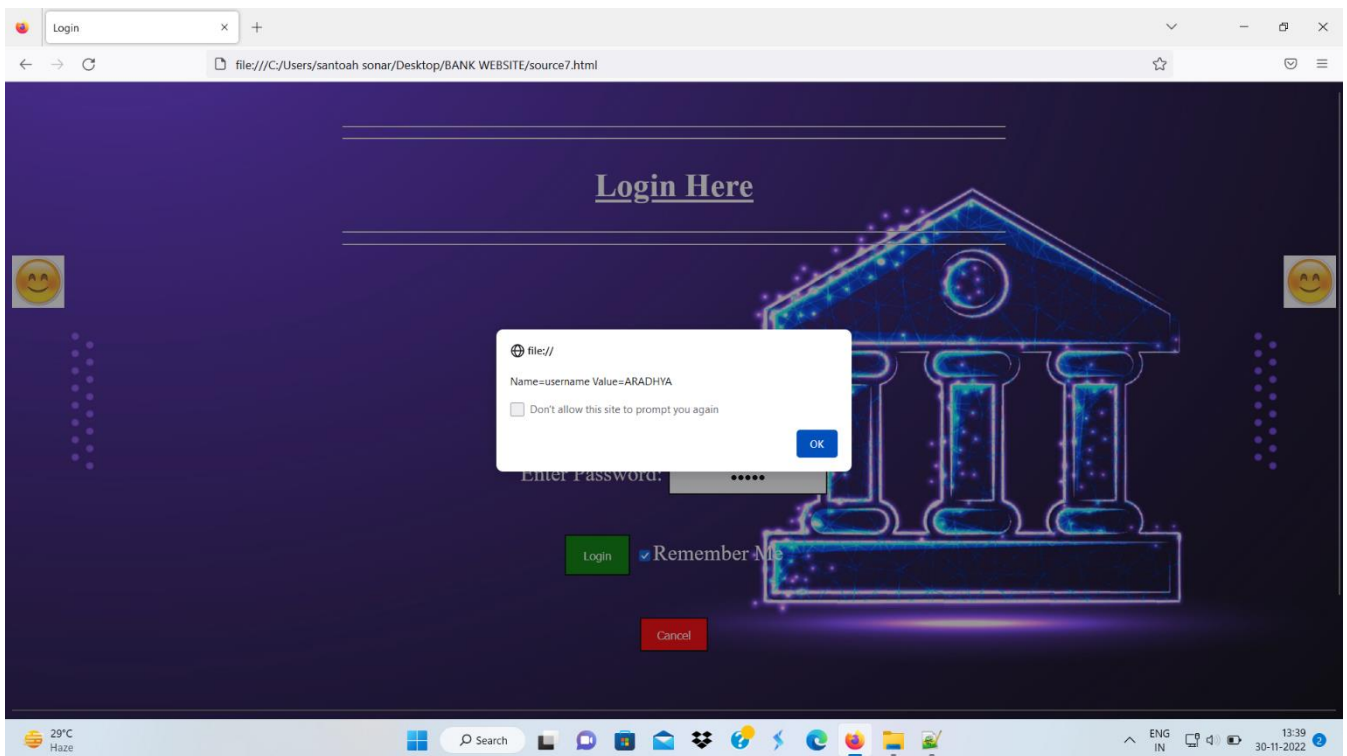 Login
file:///C:/Users/santoah sonar/Desktop/BANK WEBSITE/source7.html
Login Here
file://
Name=username Value=ARADHYA
Don't allow this site to prompt you again
OK
Enter Password:
Login Remember Me
Cancel
29°C
Haze
Search
ENG
IN
13:39
30-11-2022
2